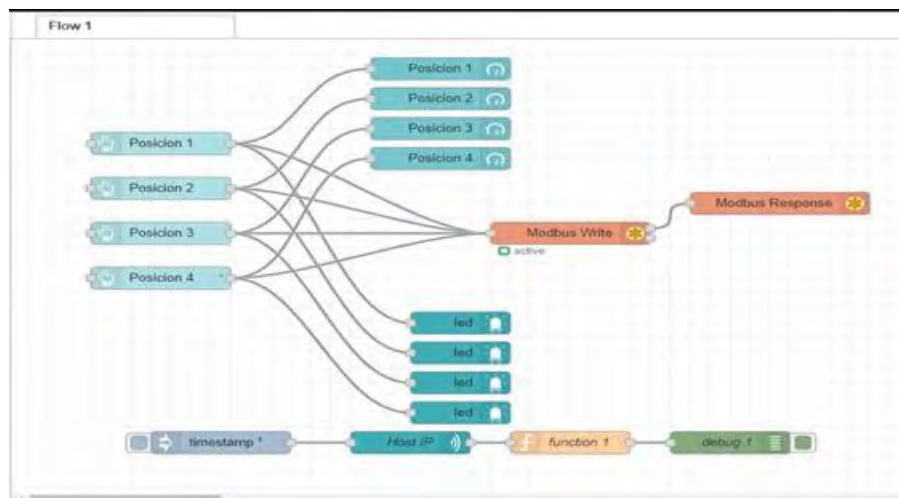 Flow 1
Posicion 1
Posicion 2
Posicion 3
Posicion 4
Posicion 1
Posicion 2
Posicion 3
Posicion 4
Modbus Response
Modbus Write
active
led
led
led
led
timestamp ¹
Host IP
function 1
debug 1